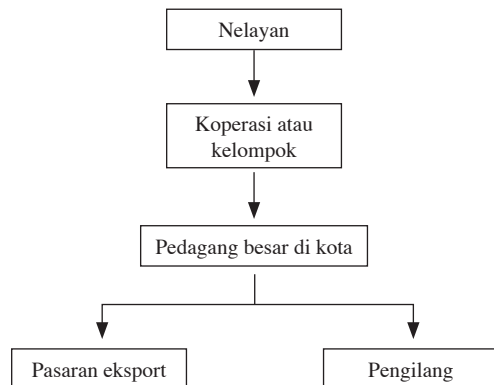 Nelayan
Koperasi atau
kelompok
Pedagang besar di kota
Pasaran eksport
Pengilang